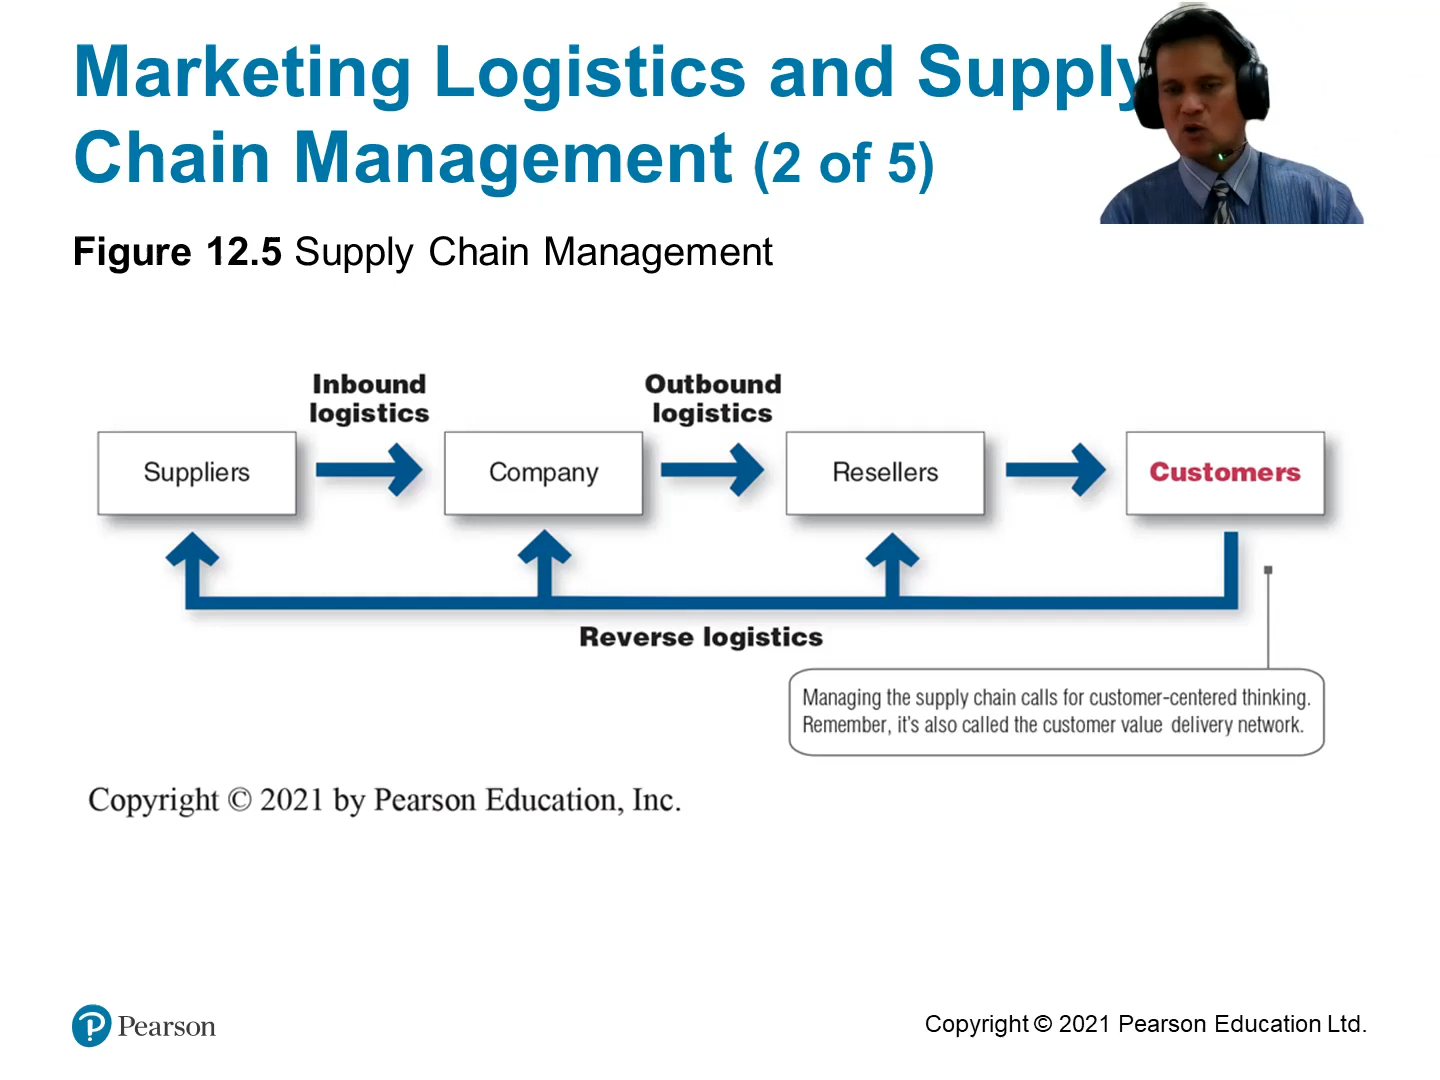 Marketing Logistics and Supply
Chain Management (2 of 5)
Figure 12.5 Supply Chain Management
Inbound
logistics
Outbound
logistics
Suppliers
Company
Resellers
Customers
Reverse logistics
Managing the supply chain calls for customer-centered thinking.
Remember, it's also called the customer value delivery network.
Copyright © 2021 by Pearson Education, Inc.
P Pearson
Copyright © 2021 Pearson Education Ltd.